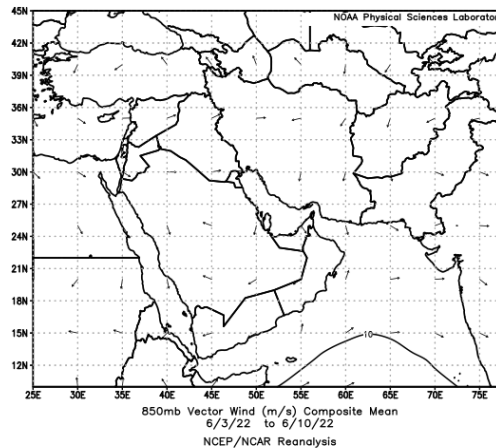 NOAA Physical Sciences Laborator
45N
42N
39N
36N
33N
30N
27N
24N
21N
18N
15N
12N
10
25E 30E 35E 40E 45E 50E 55E 60E 65E 70E 75E
850mb Vector Wind (m/s) Composite Mean
6/3/22 to 6/10/22
NCEP/NCAR Reanalysis